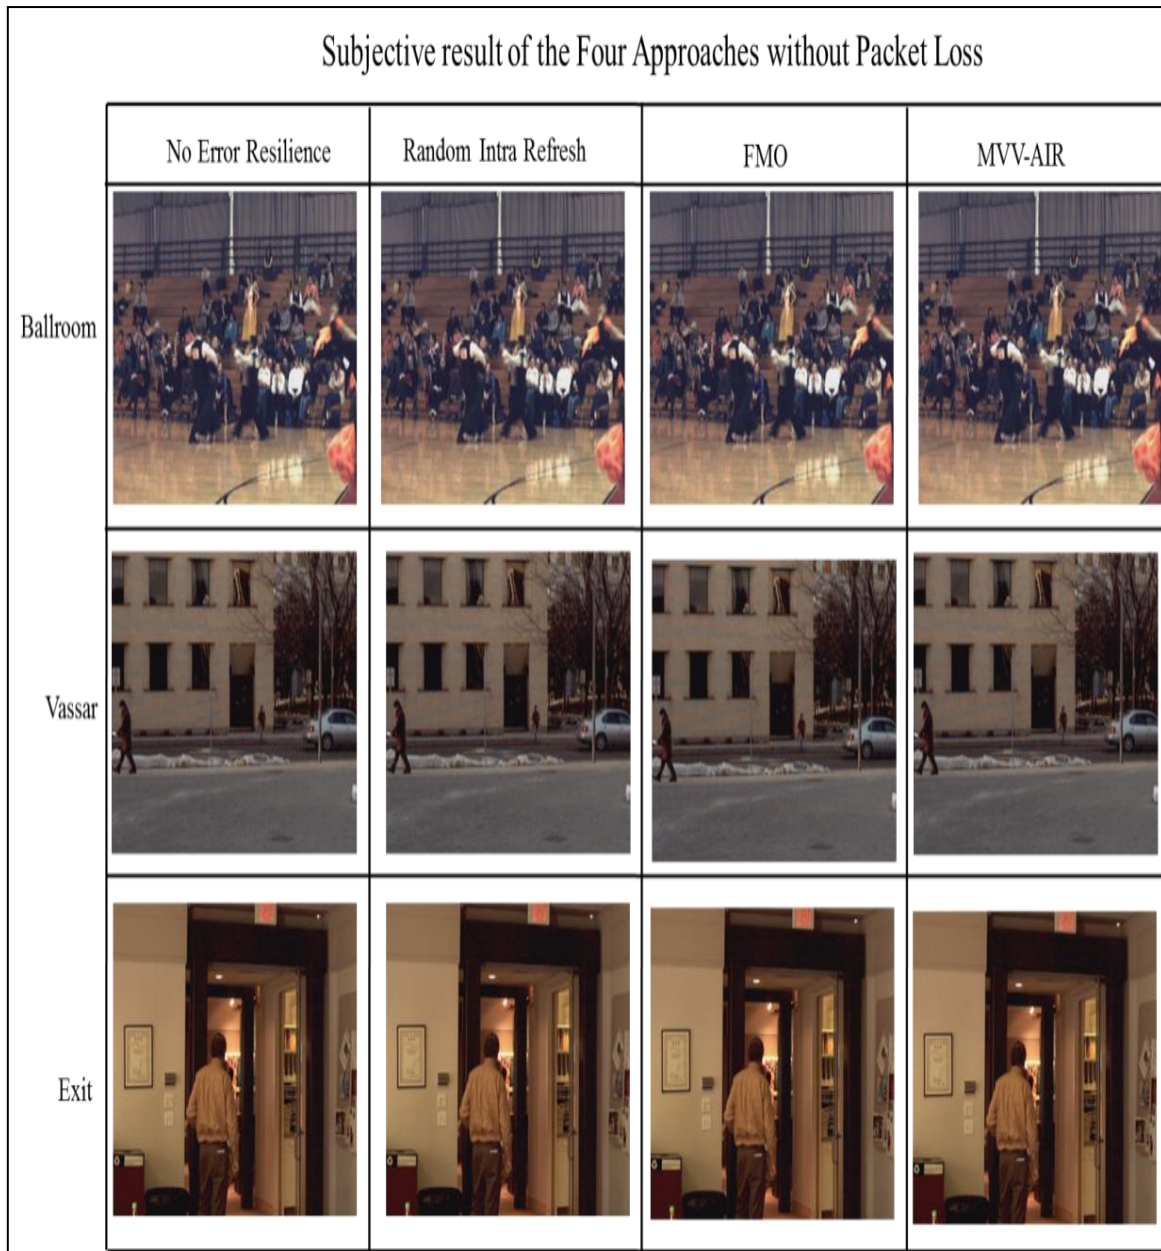 Subjective result of the Four Approaches without Packet Loss
No Error Resilience
Random Intra Refresh
FMO
MVV-AIR
Ballroom
Vassar
Exit